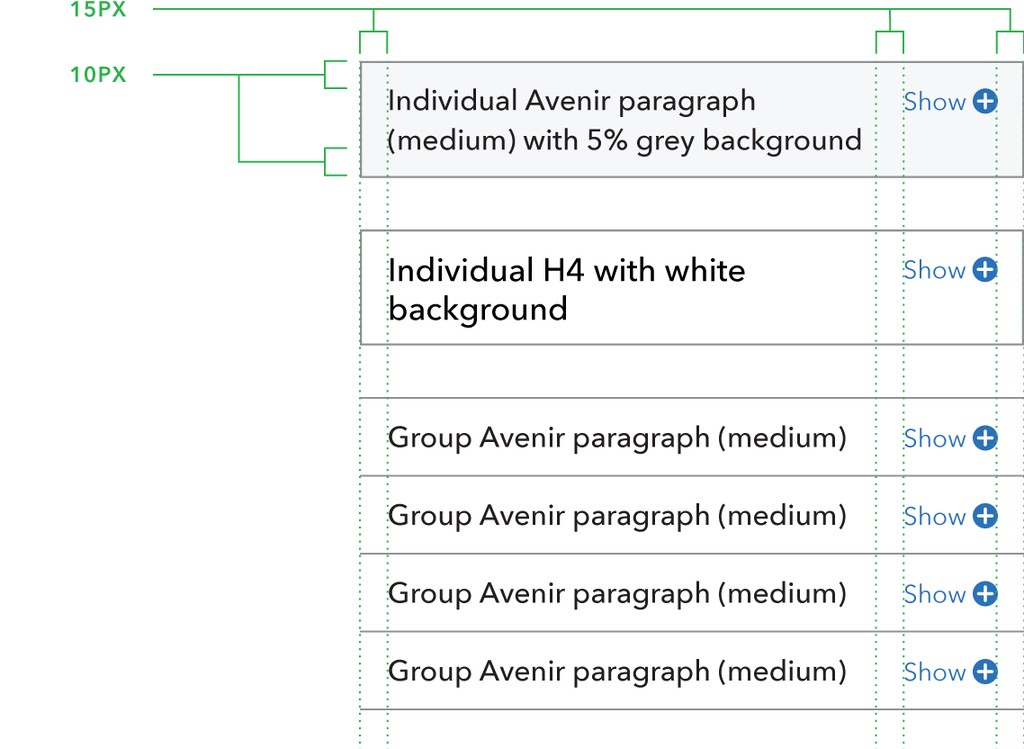 15PX
10PX
Individual Avenir paragraph
(medium) with 5% grey background
Show
Individual H4 with white
background
Show
Group Avenir paragraph (medium)
Show
Group Avenir paragraph (medium)
Show
Group Avenir paragraph (medium)
Show
Group Avenir paragraph (medium)
Show